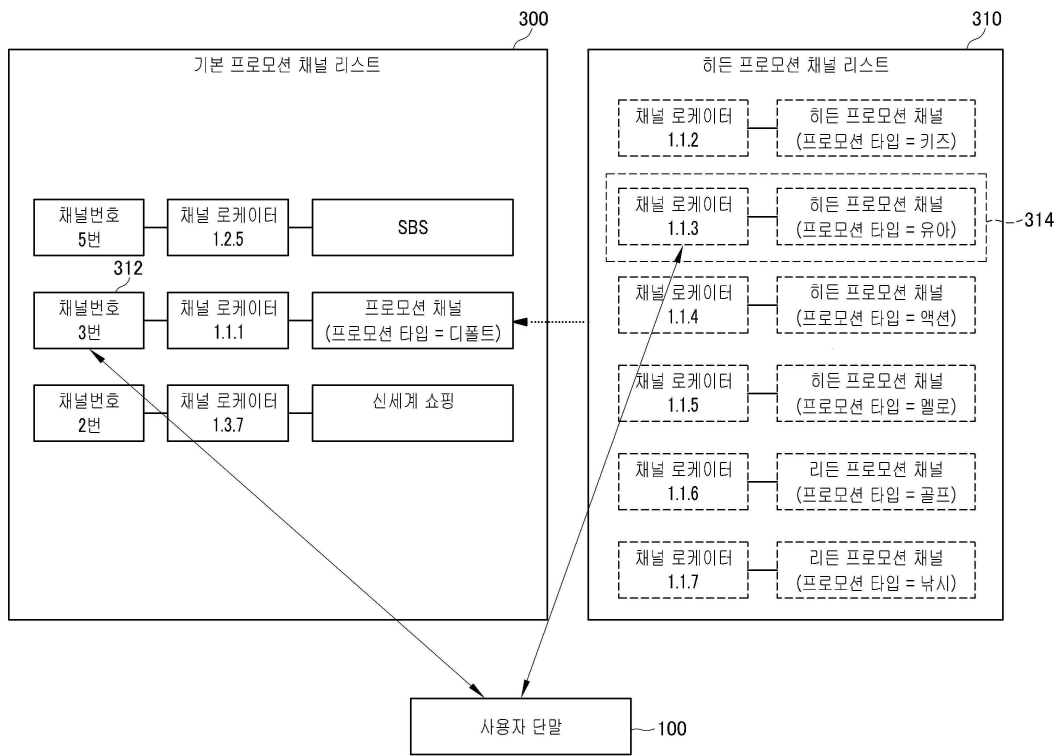 300
기본 프로모션 채널 리스트
채널번호
5번
채널 로케이터
1.2.5
SBS
312
채널번호
3번
채널 로케이터
1.1.1
프로모션 채널
(프로모션 타입 = 디폴트)
채널번호
2번
채널 로케이터
1.3.7
신세계 쇼핑
310
히든 프로모션 채널 리스트
채널 로케이터
1.1.2
히든 프로모션 채널
(프로모션 타입 = 키즈)
채널 로케이터
1.1.3
히든 프로모션 채널
(프로모션 타입 = 유아)
314
채널 로케이터
1.1.4
히든 프로모션 채널
(프로모션 타입 = 액션)
채널 로케이터
1.1.5
히든 프로모션 채널
(프로모션 타입 = 멜로)
채널 로케이터
1.1.6
리든 프로모션 채널
(프로모션 타입 = 골프)
채널 로케이터
1.1.7
리든 프로모션 채널
(프로모션 타입 = 낚시)
사용자 단말
100